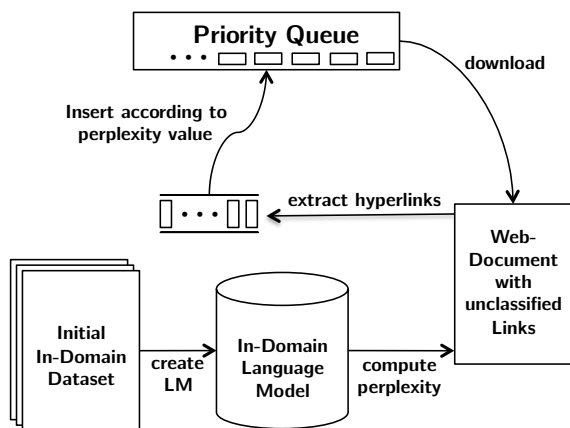 Priority Queue
download
Insert according to
perplexity value
extract hyperlinks
Web-
Document
with
unclassified
Links
Initial
In-Domain
Dataset
create
LM
In-Domain
Language
Model
compute
perplexity